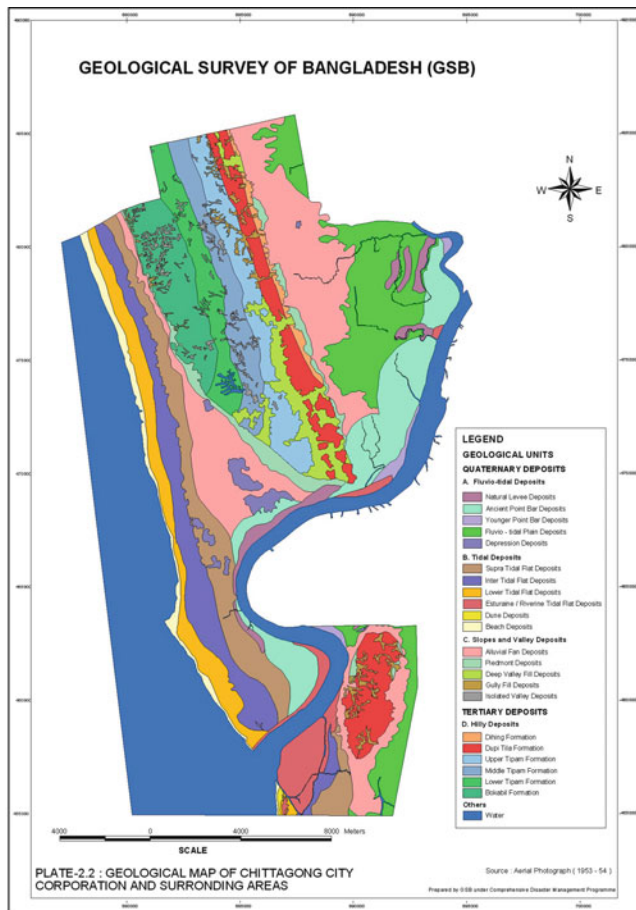 GEOLOGICAL SURVEY OF BANGLADESH (GSB)
N
W E
S
LEGEND
GEOLOGICAL UNITS
QUATERNARY DEPOSITS
A. Fluvio-tidal Deposits
Natural Levee Deposits
Ancient Point Bar Deposits
Younger Point Bar Deposits
Fluvio - tidal Plain Deposits
Depression Deposits
B. Tidal Deposits
Supra Tidal Flat Deposits
Inter Tidal Flat Deposits
Lower Tidal Flat Deposits
Esturaine / Riverine Tidal Flat Deposits
Dune Deposits
Beach Deposits
C. Slopes and Valley Deposits
Alluvial Fan Deposits
Piedmont Deposits
Deep Valley Fill Deposits
Gully Fill Deposits
Isolated Valley Deposits
TERTIARY DEPOSITS
D. Hilly Deposits
Dihing Formation
Dupi Tila Formation
Upper Tipam Formation
Middle Tipam Formation
Lower Tipam Formation
Bokabil Formation
Others
Water
4000 0 4000 8000 Meters
SCALE
PLATE-2.2 : GEOLOGICAL MAP OF CHITTAGONG CITY
CORPORATION AND SURRONDING AREAS
Source : Aerial Photograph ( 1953 - 54 )
Prepared by GSB under Comprehensive Disaster Management Programme